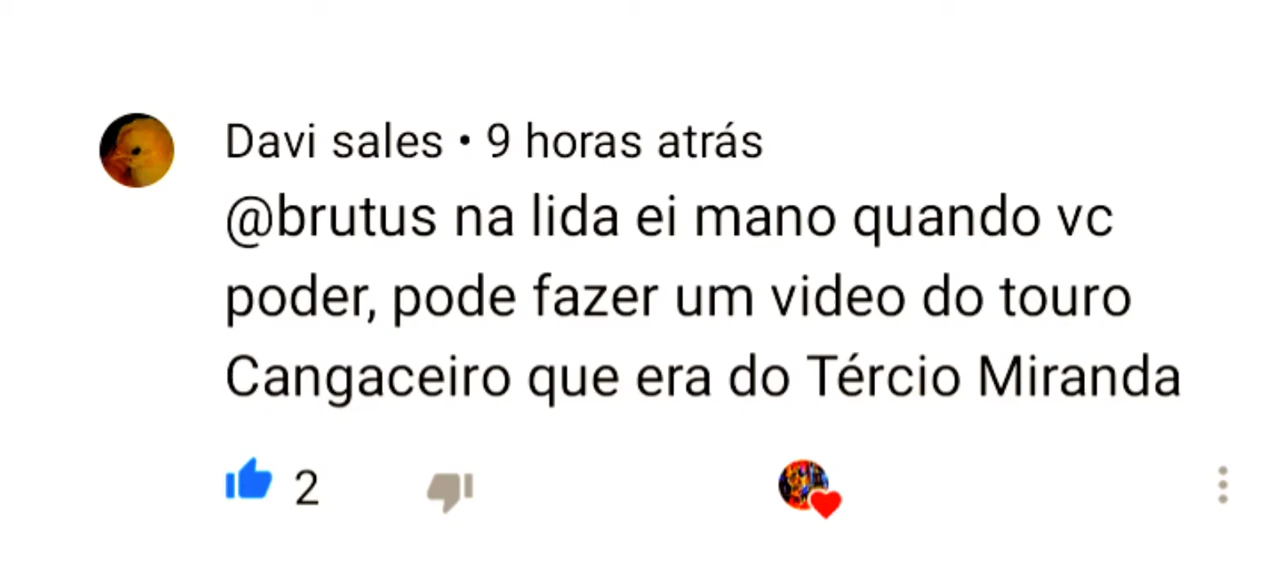 Davi sales • 9 horas atrás
@brutus na lida ei mano quando vc
poder, pode fazer um video do touro
Cangaceiro que era do Tércio Miranda
2